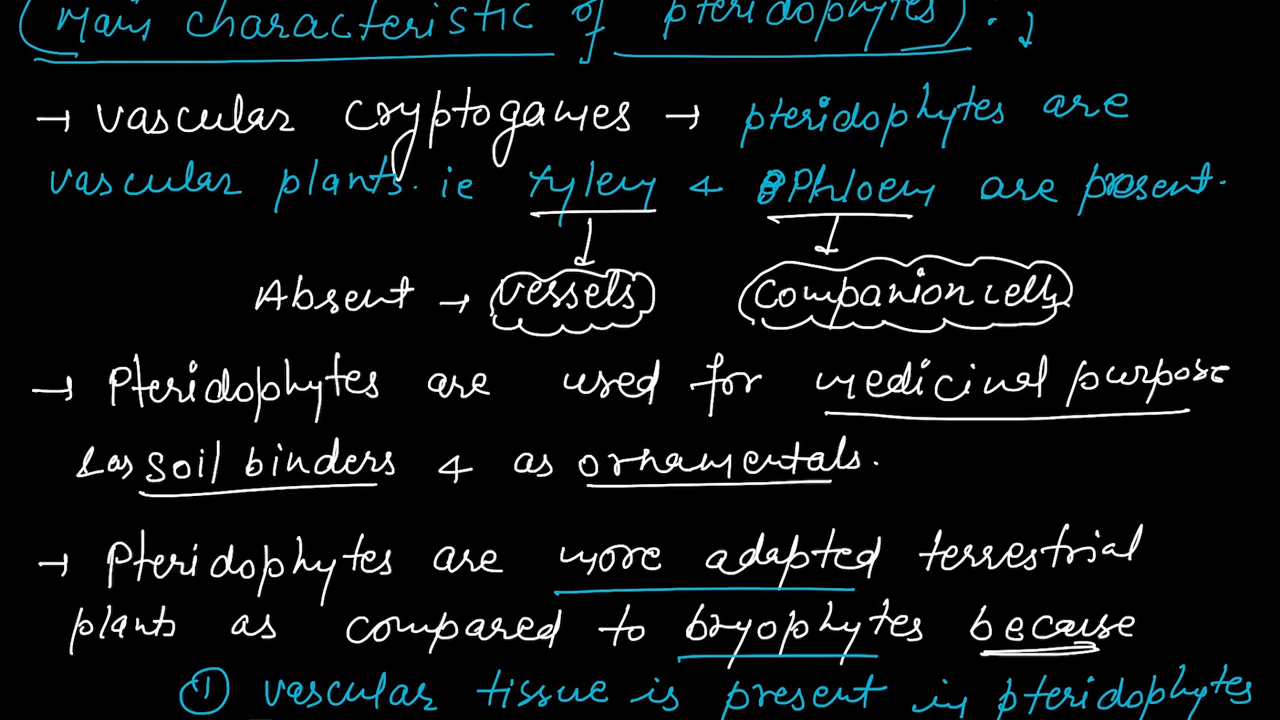 (Main characteristic of pteridophytes) :-
→ vascular cryptogames → pteridophytes are
vascular plants. ie xylem & Phloem are present.
Absent → vessels companion cells
→ Pteridophytes are used for medicinal purpose
& as soil binders & as ornamentals.
→ Pteridophytes are more adapted terrestrial
plants as compared to bryophytes because
① vascular tissue is present in pteridophytes